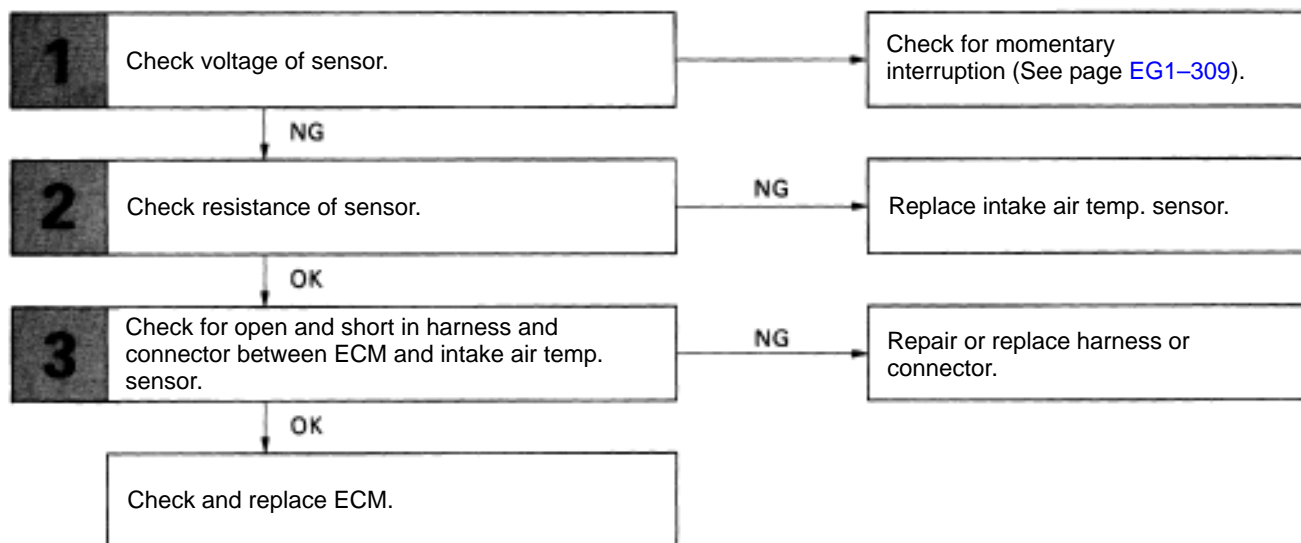 1
Check voltage of sensor.
Check for momentary
interruption (See page EG1–309).
NG
2
Check resistance of sensor.
NG
Replace intake air temp. sensor.
OK
3
Check for open and short in harness and
connector between ECM and intake air temp.
sensor.
NG
Repair or replace harness or
connector.
OK
Check and replace ECM.